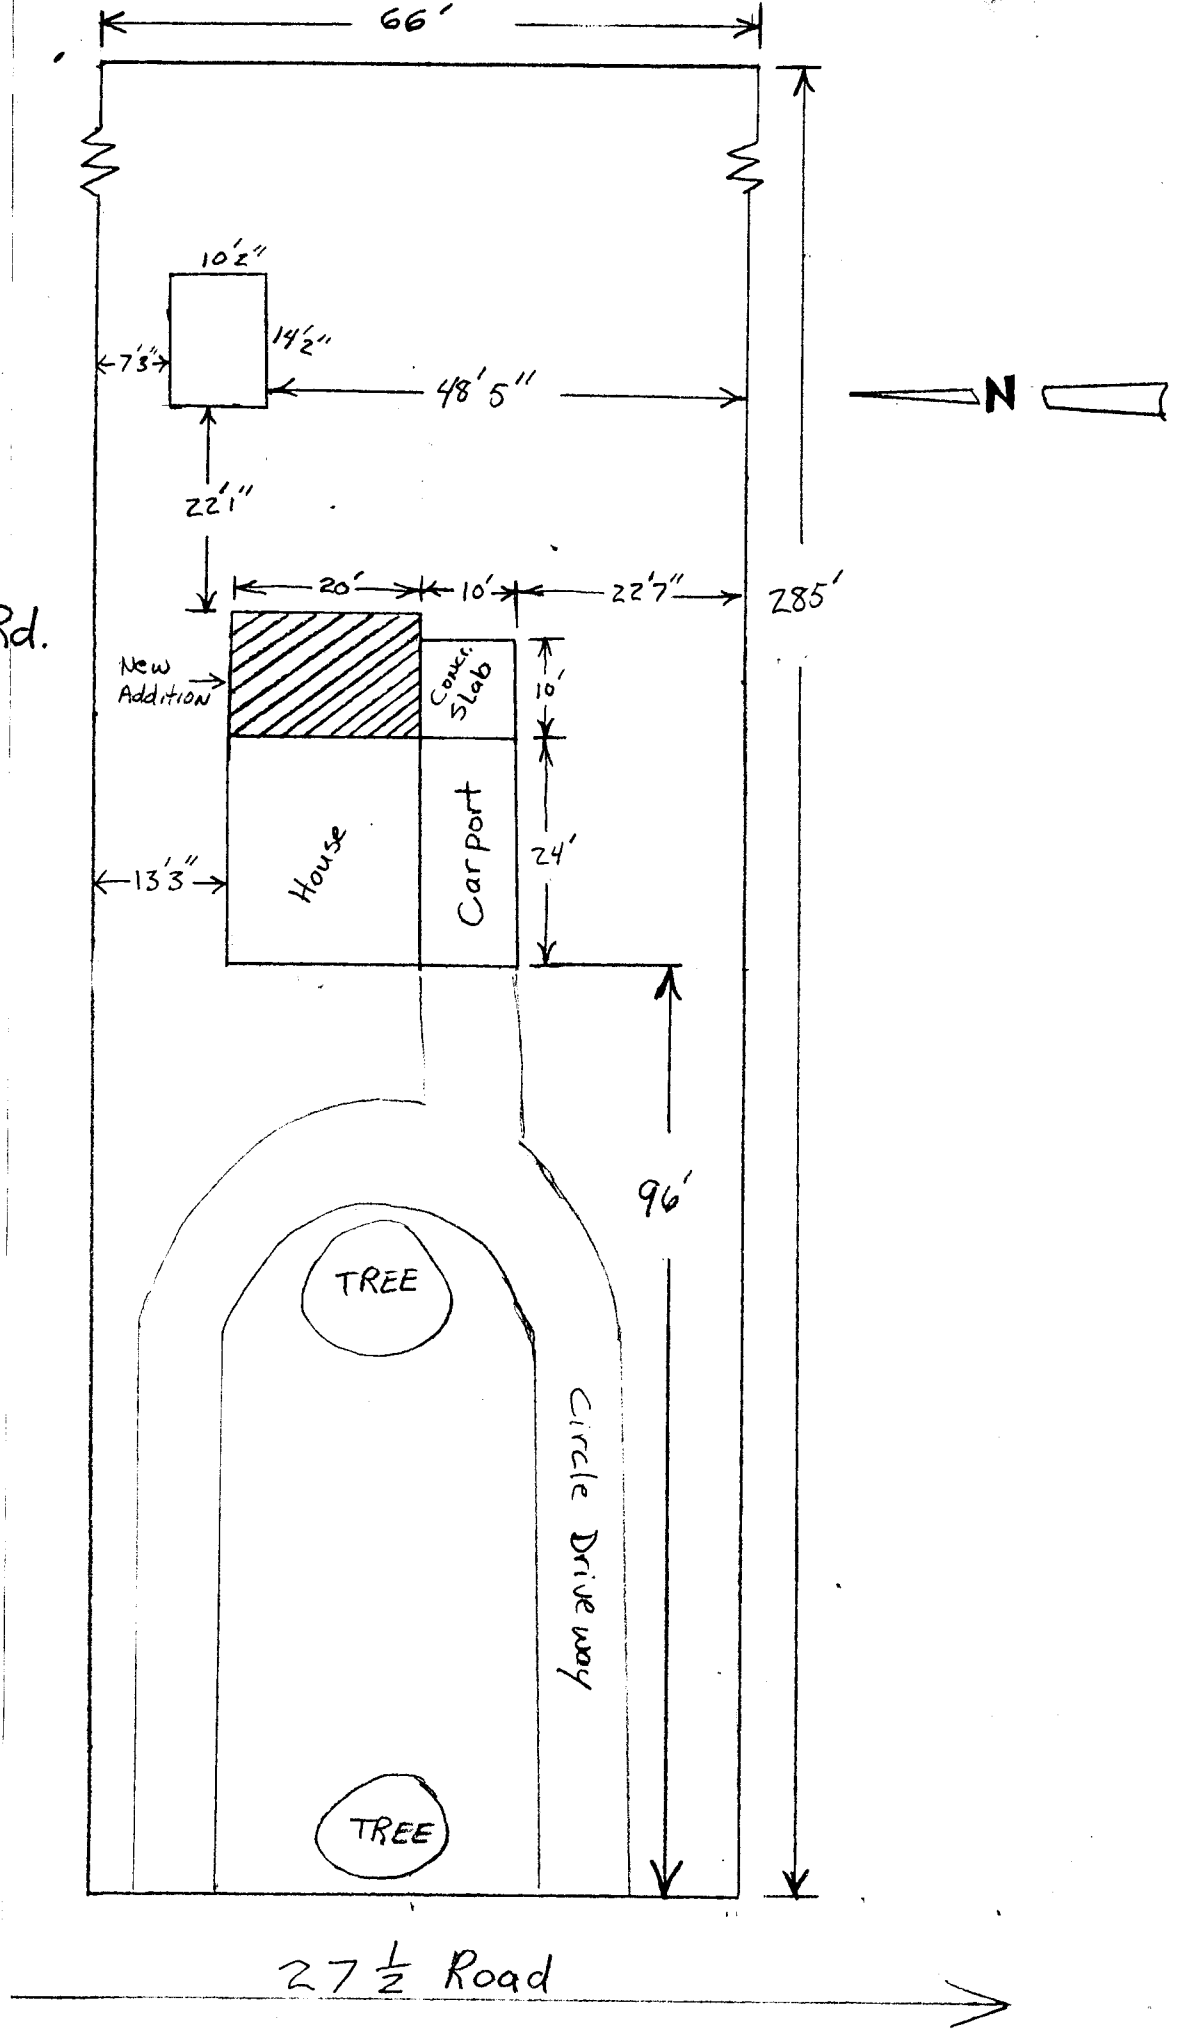 66'
10'2"
14'2"
7'3"
48'5"
N
22'1"
20'
10'
22'7"
285'
Rd.
New
Addition
Concr.
Slab
10'
House
Carport
24'
13'3"
96'
TREE
Circle Driveway
TREE
27 1/2 Road